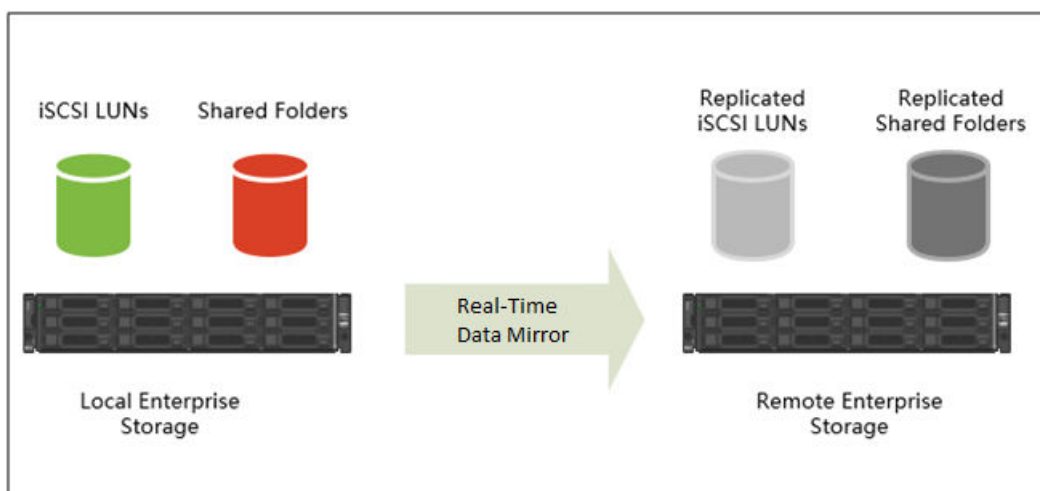 iSCSI LUNs
Shared Folders
Replicated
iSCSI LUNs
Replicated
Shared Folders
Real-Time
Data Mirror
Local Enterprise
Storage
Remote Enterprise
Storage